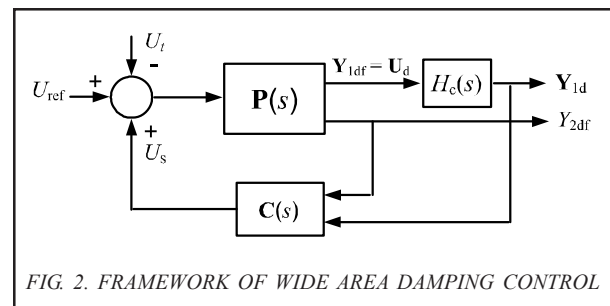 U_t
-
Y_1df = U_d
U_ref
+
P(s)
H_c(s)
Y_1d
+
U_s
Y_2df
C(s)
FIG. 2. FRAMEWORK OF WIDE AREA DAMPING CONTROL